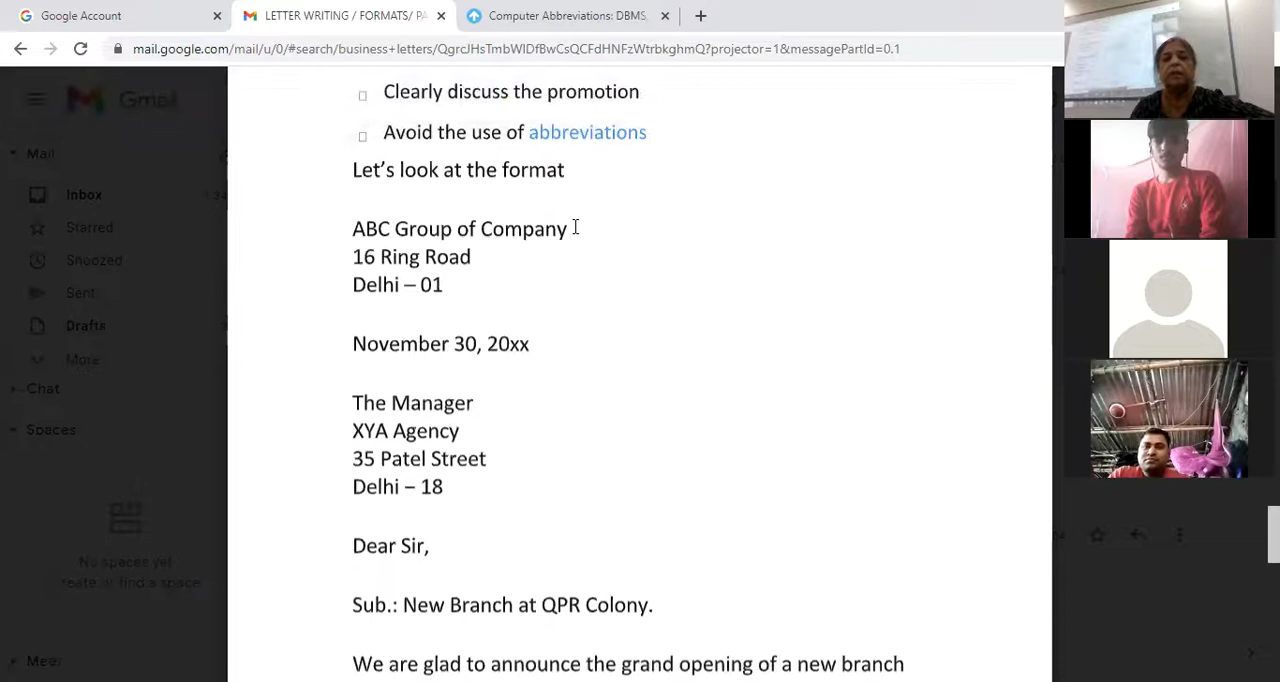 Google Account
LETTER WRITING / FORMATS/ PA
Computer Abbreviations: DBMS,
mail.google.com/mail/u/0/#search/business+letters/QgrcJHsTmbWlDfBwCsQCFdHNFzWtrbkghmQ?projector=1&messagePartId=0.1
Gmail
Mail
Inbox
Starred
Snoozed
Sent
Drafts
More
Chat
Spaces
No spaces yet
Clearly discuss the promotion
Avoid the use of abbreviations
Let's look at the format
ABC Group of Company
16 Ring Road
Delhi – 01
November 30, 20xx
The Manager
XYA Agency
35 Patel Street
Delhi – 18
Dear Sir,
Sub.: New Branch at QPR Colony.
We are glad to announce the grand opening of a new branch